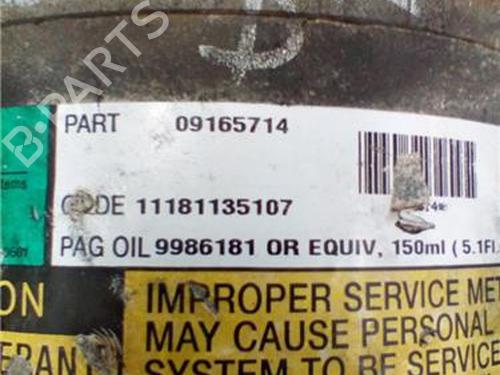 B-PARTS
PART 09165714
CODE 11181135107
PAG OIL 9986181 OR EQUIV, 150ml (5.1Fl.
IMPROPER SERVICE MET
MAY CAUSE PERSONAL
SYSTEM TO BE SERVICE